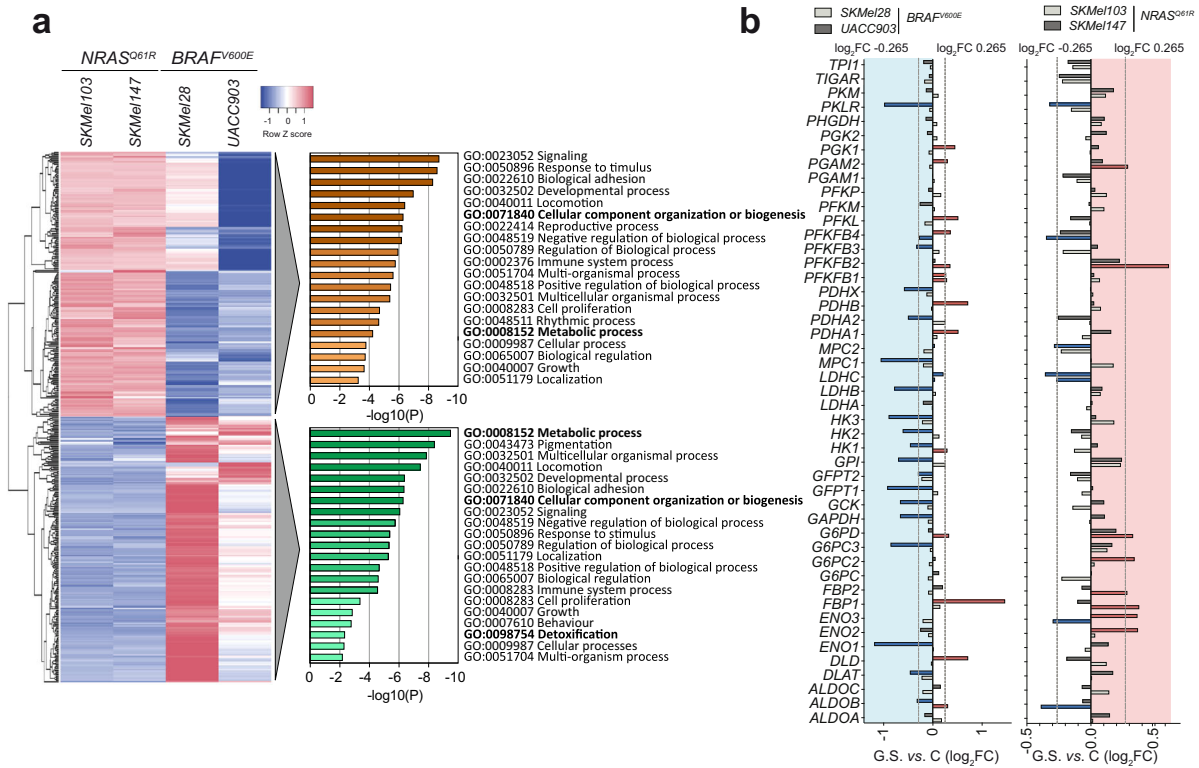 a
NRASQ61R BRAFV600E
SKMel103
SKMel147
SKMel28
UACC903
-1 0 1
Row Z score
GO:0023052 Signaling
GO:0050896 Response to timulus
GO:0022610 Biological adhesion
GO:0032502 Developmental process
GO:0040011 Locomotion
GO:0071840 Cellular component organization or biogenesis
GO:0022414 Reproductive process
GO:0048519 Negative regulation of biological process
GO:0050789 Regulation of Biological process
GO:0002376 Immune system process
GO:0051704 Multi-organismal process
GO:0048518 Positive regulation of biological process
GO:0032501 Multicellular organismal process
GO:0008283 Cell proliferation
GO:0048511 Rhythmic process
GO:0008152 Metabolic process
GO:0009987 Cellular process
GO:0065007 Biological regulation
GO:0040007 Growth
GO:0051179 Localization
0 -2 -4 -6 -8 -10
-log10(P)
GO:0008152 Metabolic process
GO:0043473 Pigmentation
GO:0032501 Multicellular organismal process
GO:0040011 Locomotion
GO:0032502 Developmental process
GO:0022610 Biological adhesion
GO:0071840 Cellular component organization or biogenesis
GO:0023052 Signaling
GO:0048519 Negative regulation of biological process
GO:0050896 Response to stimulus
GO:0050789 Regulation of biological process
GO:0051179 Localization
GO:0048518 Positive regulation of biological process
GO:0065007 Biological regulation
GO:0008283 Immune system process
GO:0008283 Cell proliferation
GO:0040007 Growth
GO:0007610 Behaviour
GO:0098754 Detoxification
GO:0009987 Cellular processes
GO:0051704 Multi-organism process
0 -2 -4 -6 -8 -10
-log10(P)
b
SKMel28
UACC903
BRAFV600E
SKMel103
SKMel147
NRASQ61R
log2FC -0.265 log2FC 0.265
log2FC -0.265 log2FC 0.265
TPI1
TIGAR
PKM
PKLR
PHGDH
PGK2
PGK1
PGAM2
PGAM1
PFKP
PFKM
PFKL
PFKFB4
PFKFB3
PFKFB2
PFKFB1
PDHX
PDHB
PDHA2
PDHA1
MPC2
MPC1
LDHC
LDHB
LDHA
HK3
HK2
HK1
GPI
GFPT2
GFPT1
GCK
GAPDH
G6PD
G6PC3
G6PC2
G6PC
FBP2
FBP1
ENO3
ENO2
ENO1
DLD
DLAT
ALDOC
ALDOB
ALDOA
-1 0 1
G.S. vs. C (log2FC)
-0.5 0.0 0.5
G.S. vs. C (log2FC)